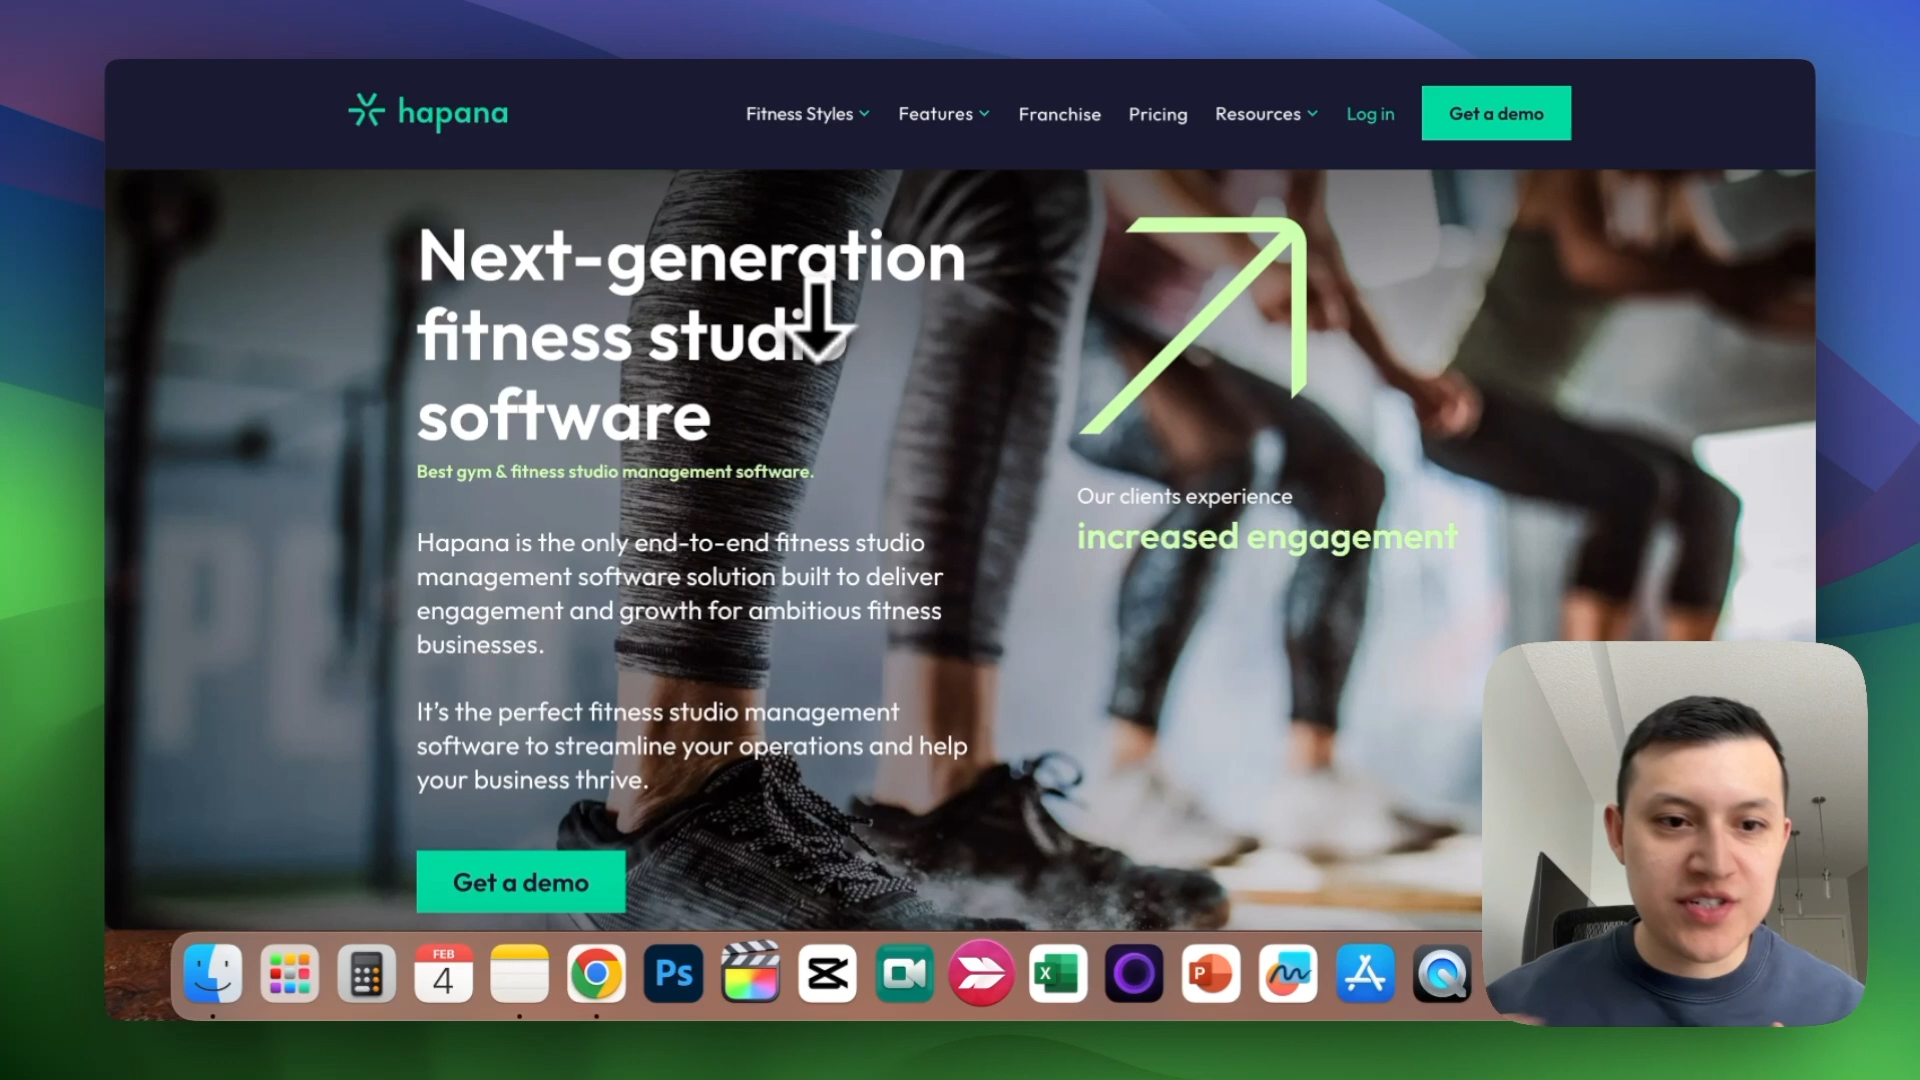 hapana
Fitness Styles
Features
Franchise
Pricing
Resources
Log in
Get a demo
Next-generation
fitness studio
software
Best gym & fitness studio management software.
Hapana is the only end-to-end fitness studio
management software solution built to deliver
engagement and growth for ambitious fitness
businesses.
It's the perfect fitness studio management
software to streamline your operations and help
your business thrive.
Get a demo
Our clients experience
increased engagement
FEB
4
Ps
X
P